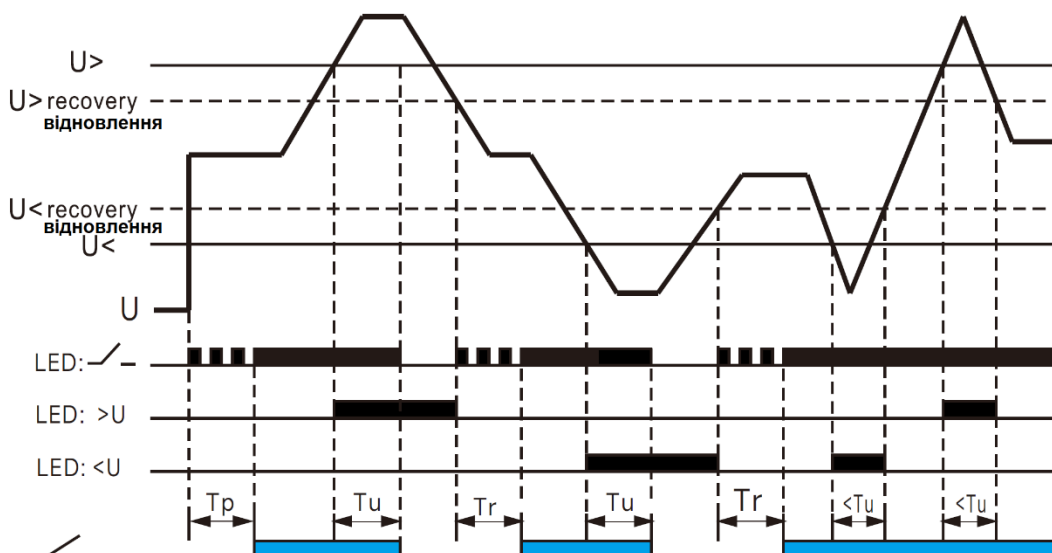 U>
U> recovery
відновлення
U< recovery
відновлення
U<
U
LED:
LED: >U
LED: <U
Tp Tu Tr Tu Tr <Tu <Tu